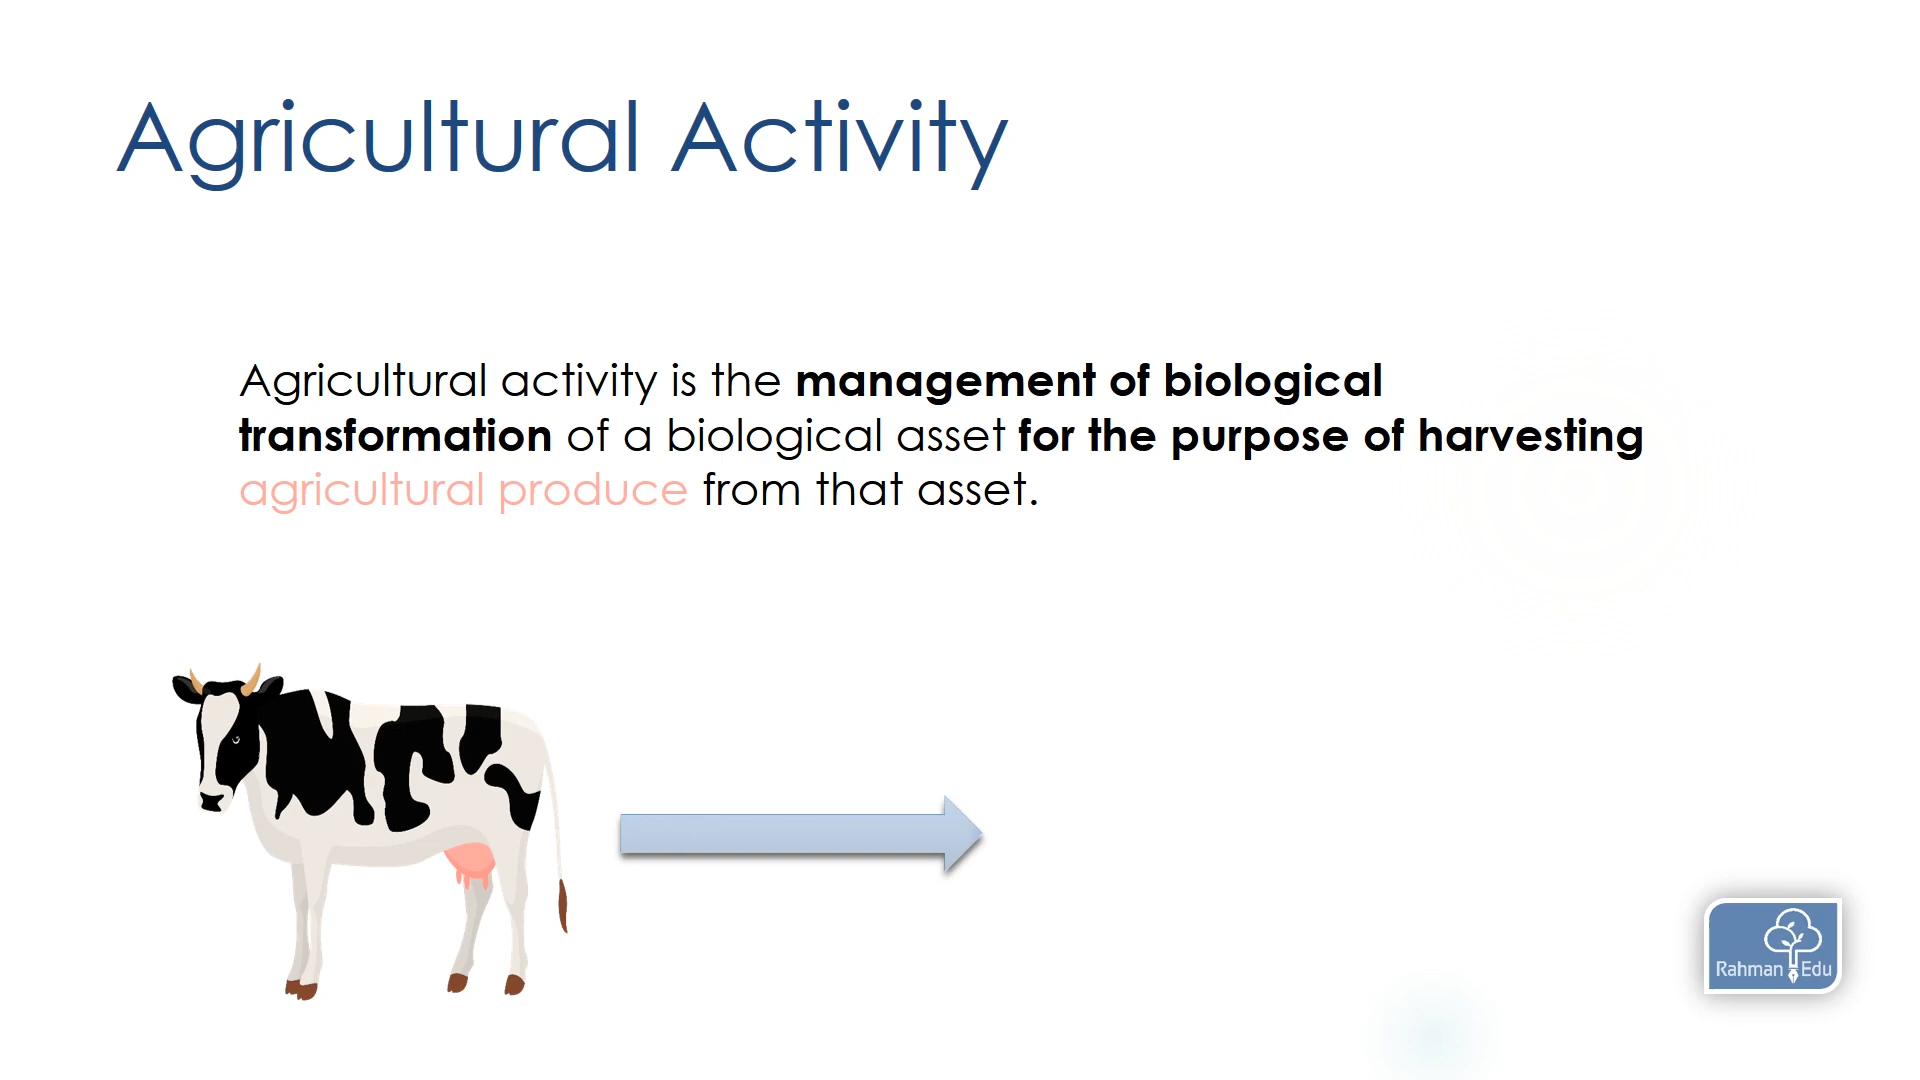 Agricultural Activity
Agricultural activity is the management of biological
transformation of a biological asset for the purpose of harvesting
agricultural produce from that asset.
Rahman Edu